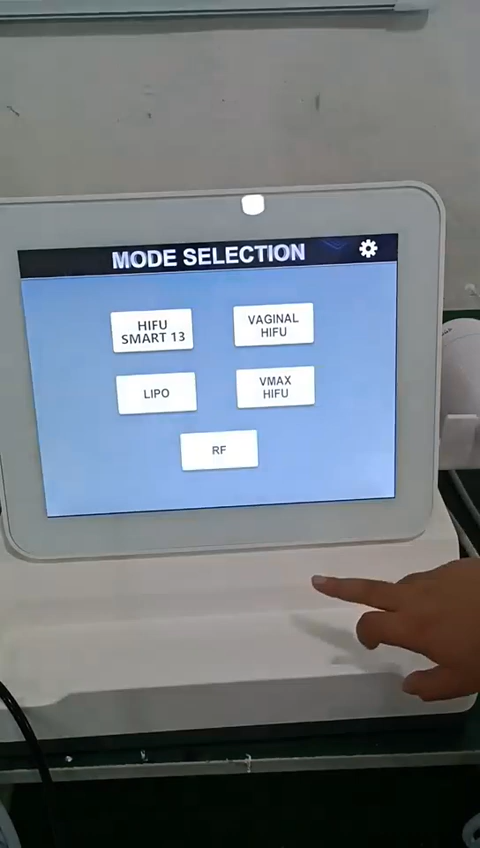 MODE SELECTION
HIFU
SMART 13
VAGINAL
HIFU
LIPO
VMAX
HIFU
RF